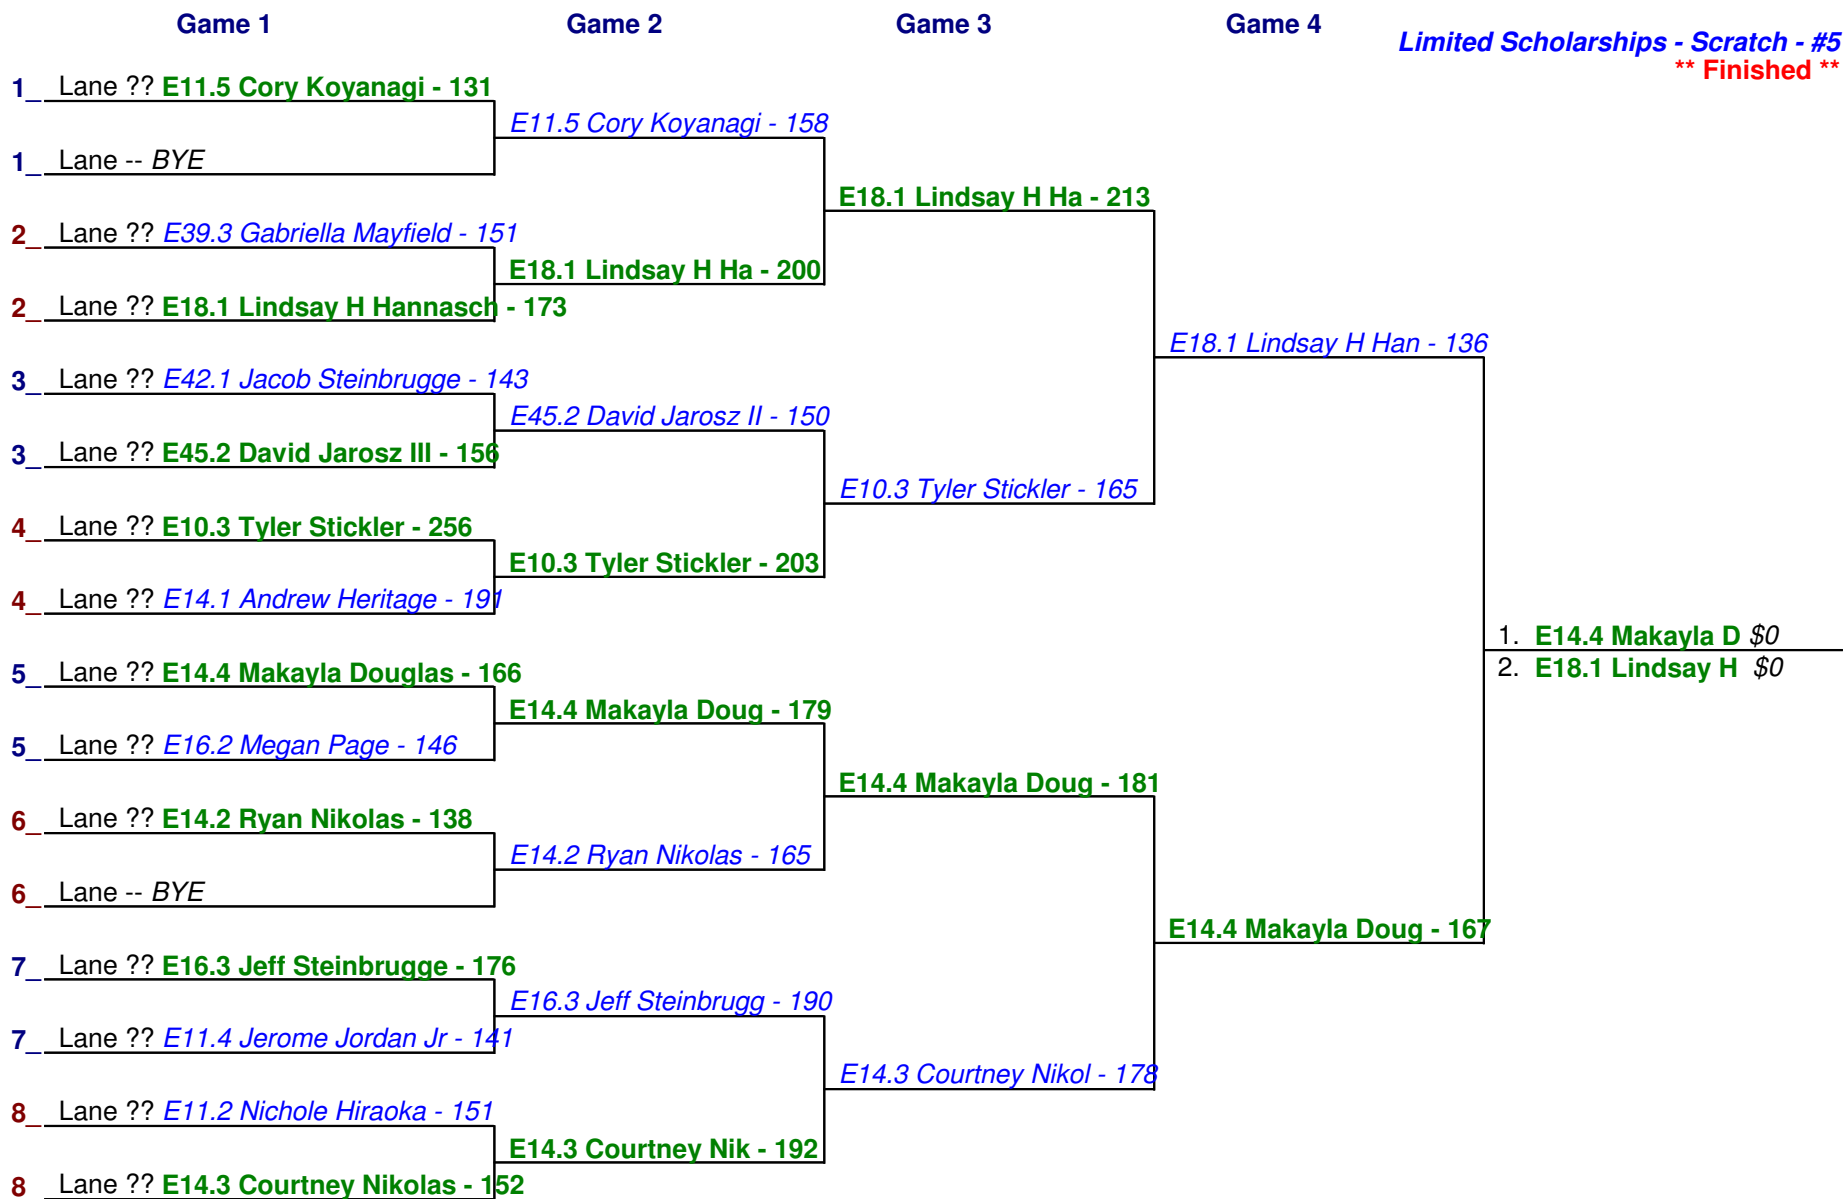 Game 1 Game 2 Game 3 Game 4
Limited Scholarships - Scratch - #5
** Finished **
1_ Lane ?? E11.5 Cory Koyanagi - 131
E11.5 Cory Koyanagi - 158
1_ Lane -- BYE
E18.1 Lindsay H Ha - 213
2_ Lane ?? E39.3 Gabriella Mayfield - 151
E18.1 Lindsay H Ha - 200
2_ Lane ?? E18.1 Lindsay H Hannasch - 173
E18.1 Lindsay H Han - 136
3_ Lane ?? E42.1 Jacob Steinbrugge - 143
E45.2 David Jarosz II - 150
3_ Lane ?? E45.2 David Jarosz III - 156
E10.3 Tyler Stickler - 165
4_ Lane ?? E10.3 Tyler Stickler - 256
E10.3 Tyler Stickler - 203
4_ Lane ?? E14.1 Andrew Heritage - 191
1. E14.4 Makayla D $0
2. E18.1 Lindsay H $0
5_ Lane ?? E14.4 Makayla Douglas - 166
E14.4 Makayla Doug - 179
5_ Lane ?? E16.2 Megan Page - 146
E14.4 Makayla Doug - 181
6_ Lane ?? E14.2 Ryan Nikolas - 138
E14.2 Ryan Nikolas - 165
6_ Lane -- BYE
E14.4 Makayla Doug - 167
7_ Lane ?? E16.3 Jeff Steinbrugge - 176
E16.3 Jeff Steinbrugg - 190
7_ Lane ?? E11.4 Jerome Jordan Jr - 141
E14.3 Courtney Nikol - 178
8_ Lane ?? E11.2 Nichole Hiraoka - 151
E14.3 Courtney Nik - 192
8 Lane ?? E14.3 Courtney Nikolas - 152